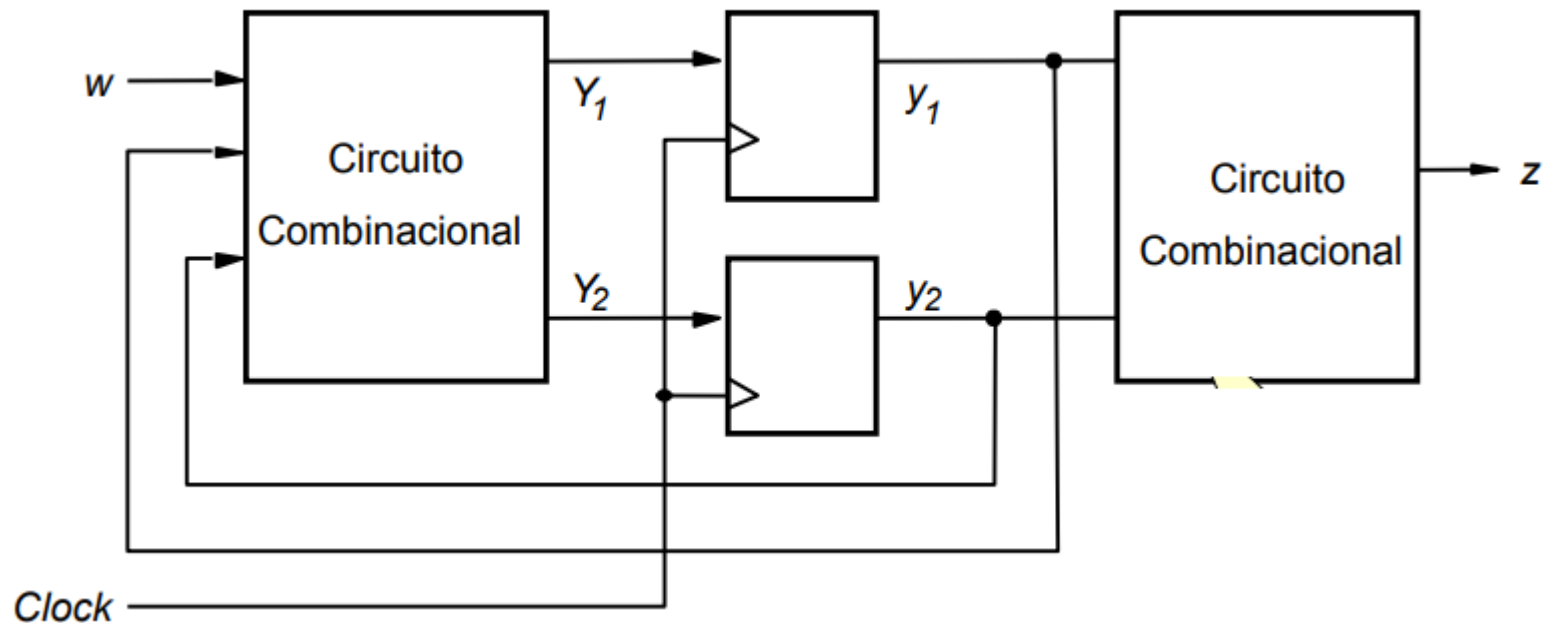 w
Circuito
Combinacional
Y1
Y2
y1
y2
Circuito
Combinacional
z
Clock